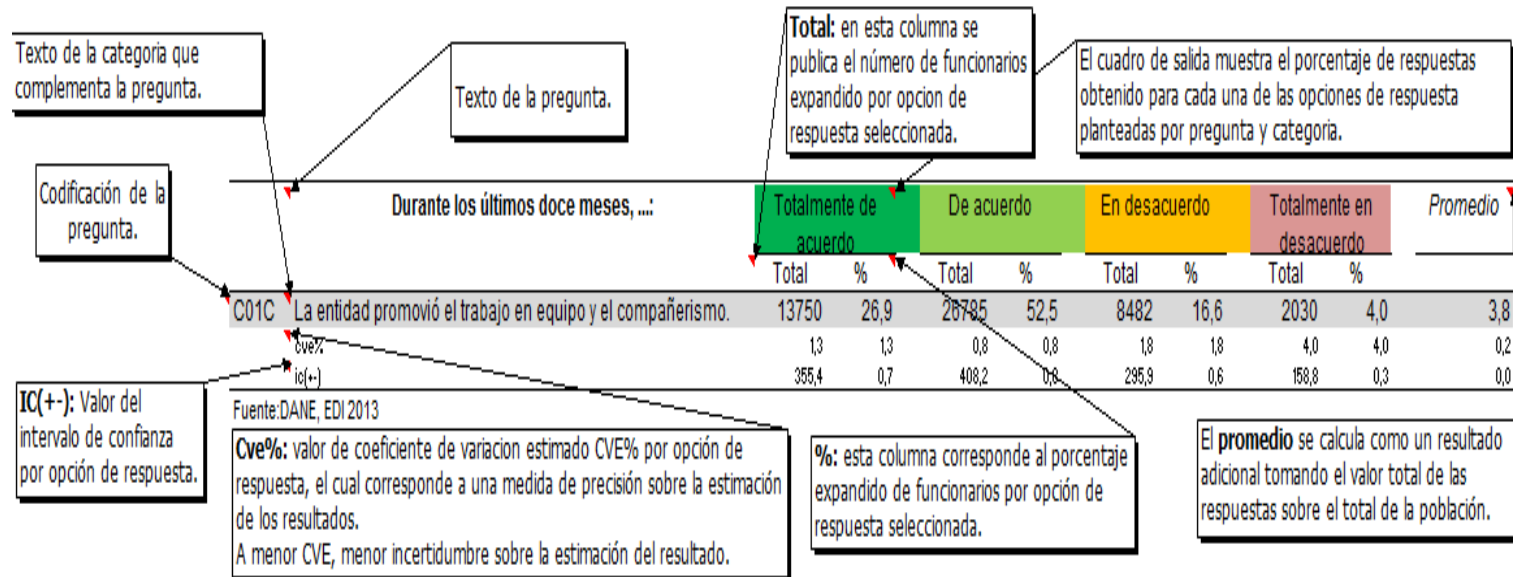 Texto de la categoria que
complementa la pregunta.
Texto de la pregunta.
Total: en esta columna se
publica el número de funcionarios
expandido por opcion de
respuesta seleccionada.
El cuadro de salida muestra el porcentaje de respuestas
obtenido para cada una de las opciones de respuesta
planteadas por pregunta y categoria.
Codificación de la
pregunta.
Durante los últimos doce meses, ...:
Totalmente de
acuerdo
De acuerdo
En desacuerdo
Totalmente en
desacuerdo
Promedio
Total % Total % Total % Total %
C01C La entidad promovió el trabajo en equipo y el compañerismo. 13750 26,9 26785 52,5 8482 16,6 2030 4,0 3,8
cve% 1,3 1,3 0,8 0,8 1,8 1,8 4,0 4,0 0,2
ic(+-) 355,4 0,7 408,2 295,9 0,6 158,8 0,3 0,0
Fuente:DANE, EDI 2013
IC(+-): Valor del
intervalo de confianza
por opción de respuesta.
Cve%: valor de coeficiente de variacion estimado CVE% por opción de
respuesta, el cual corresponde a una medida de precisión sobre la estimación
de los resultados.
A menor CVE, menor incertidumbre sobre la estimación del resultado.
%: esta columna corresponde al porcentaje
expandido de funcionarios por opción de
respuesta seleccionada.
El promedio se calcula como un resultado
adicional tomando el valor total de las
respuestas sobre el total de la población.